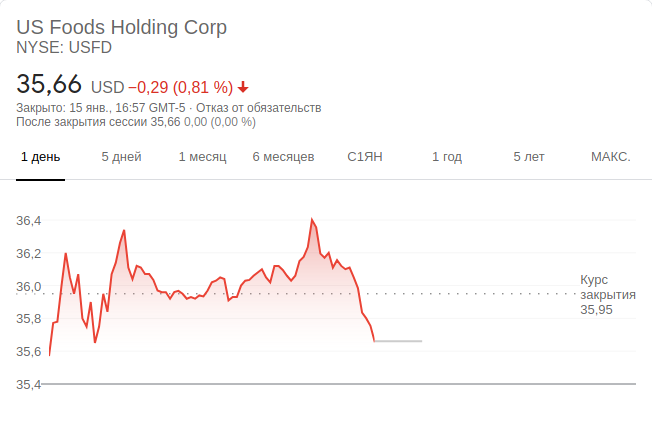 US Foods Holding Corp
NYSE: USFD
35,66 USD −0,29 (0,81 %)
Закрыто: 15 янв., 16:57 GMT-5 · Отказ от обязательств
После закрытия сессии 35,66 0,00 (0,00 %)
1 день 5 дней 1 месяц 6 месяцев С1ЯН 1 год 5 лет МАКС.
36,4
36,2
36,0
35,8
35,6
35,4
Курс
закрытия
35,95